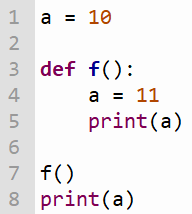 1 a = 10
2
3 def f():
4     a = 11
5     print(a)
6
7 f()
8 print(a)